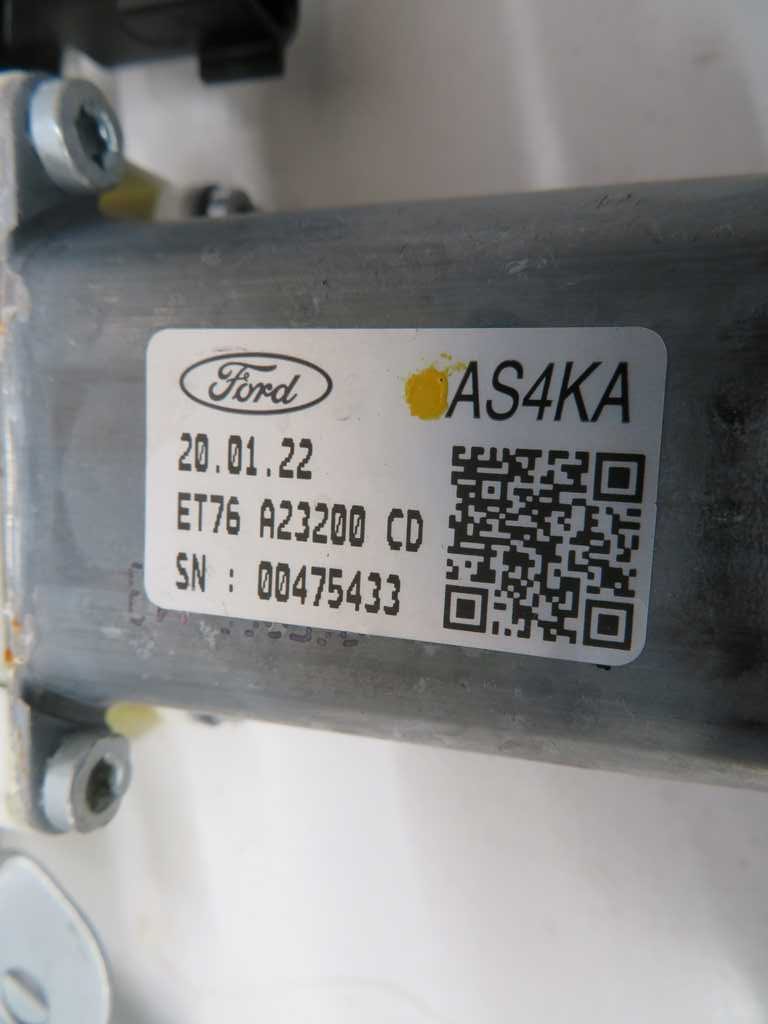 Ford
AS4KA
20.01.22
ET76 A23200 CD
SN : 00475433